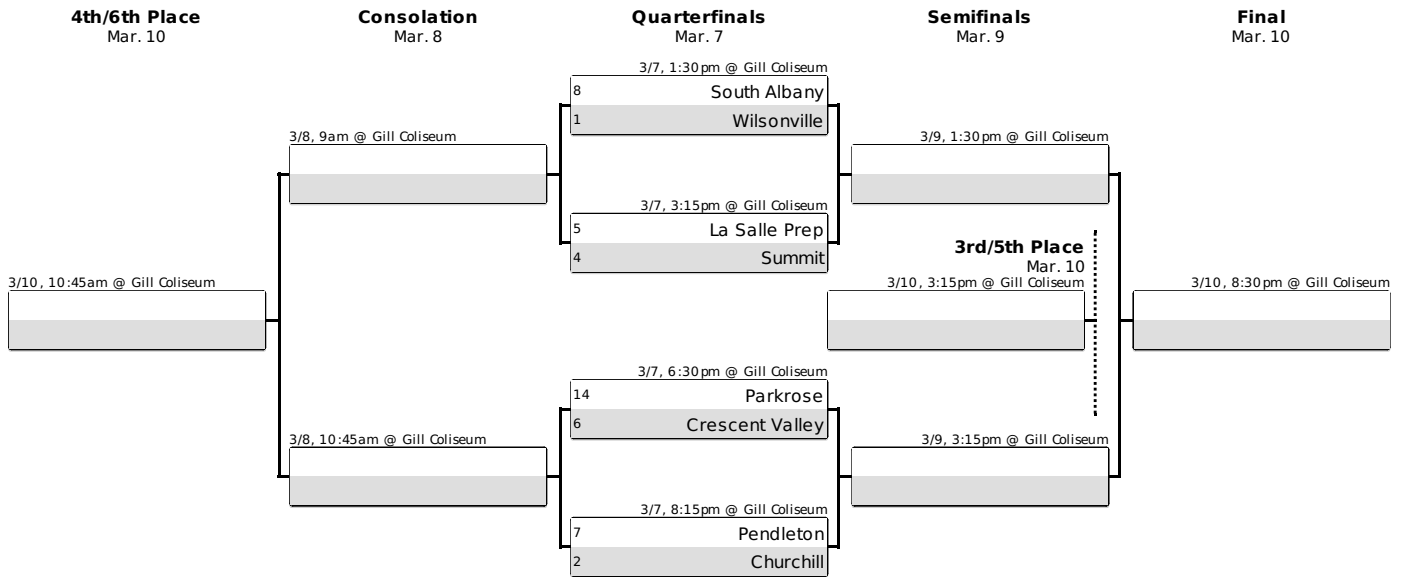 4th/6th Place
Mar. 10
Consolation
Mar. 8
Quarterfinals
Mar. 7
Semifinals
Mar. 9
Final
Mar. 10
3/7, 1:30pm @ Gill Coliseum
8 South Albany
1 Wilsonville
3/8, 9am @ Gill Coliseum
3/9, 1:30pm @ Gill Coliseum
3/7, 3:15pm @ Gill Coliseum
5 La Salle Prep
4 Summit
3rd/5th Place
Mar. 10
3/10, 10:45am @ Gill Coliseum
3/10, 3:15pm @ Gill Coliseum
3/10, 8:30pm @ Gill Coliseum
3/7, 6:30pm @ Gill Coliseum
14 Parkrose
6 Crescent Valley
3/8, 10:45am @ Gill Coliseum
3/9, 3:15pm @ Gill Coliseum
3/7, 8:15pm @ Gill Coliseum
7 Pendleton
2 Churchill